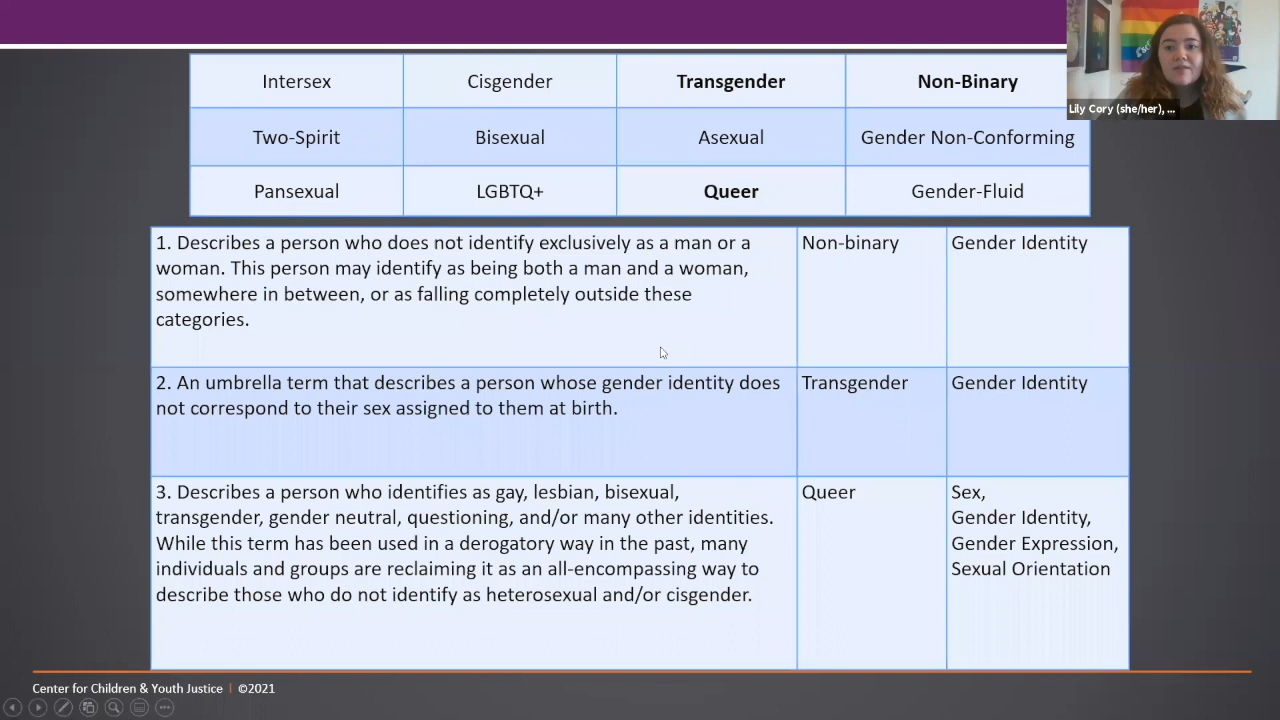 Intersex
Cisgender
Transgender
Non-Binary
Lily Cory (she/her), ...
Two-Spirit
Bisexual
Asexual
Gender Non-Conforming
Pansexual
LGBTQ+
Queer
Gender-Fluid
1. Describes a person who does not identify exclusively as a man or a
woman. This person may identify as being both a man and a woman,
somewhere in between, or as falling completely outside these
categories.
Non-binary
Gender Identity
2. An umbrella term that describes a person whose gender identity does
not correspond to their sex assigned to them at birth.
Transgender
Gender Identity
3. Describes a person who identifies as gay, lesbian, bisexual,
transgender, gender neutral, questioning, and/or many other identities.
While this term has been used in a derogatory way in the past, many
individuals and groups are reclaiming it as an all-encompassing way to
describe those who do not identify as heterosexual and/or cisgender.
Queer
Sex,
Gender Identity,
Gender Expression,
Sexual Orientation
Center for Children & Youth Justice | ©2021